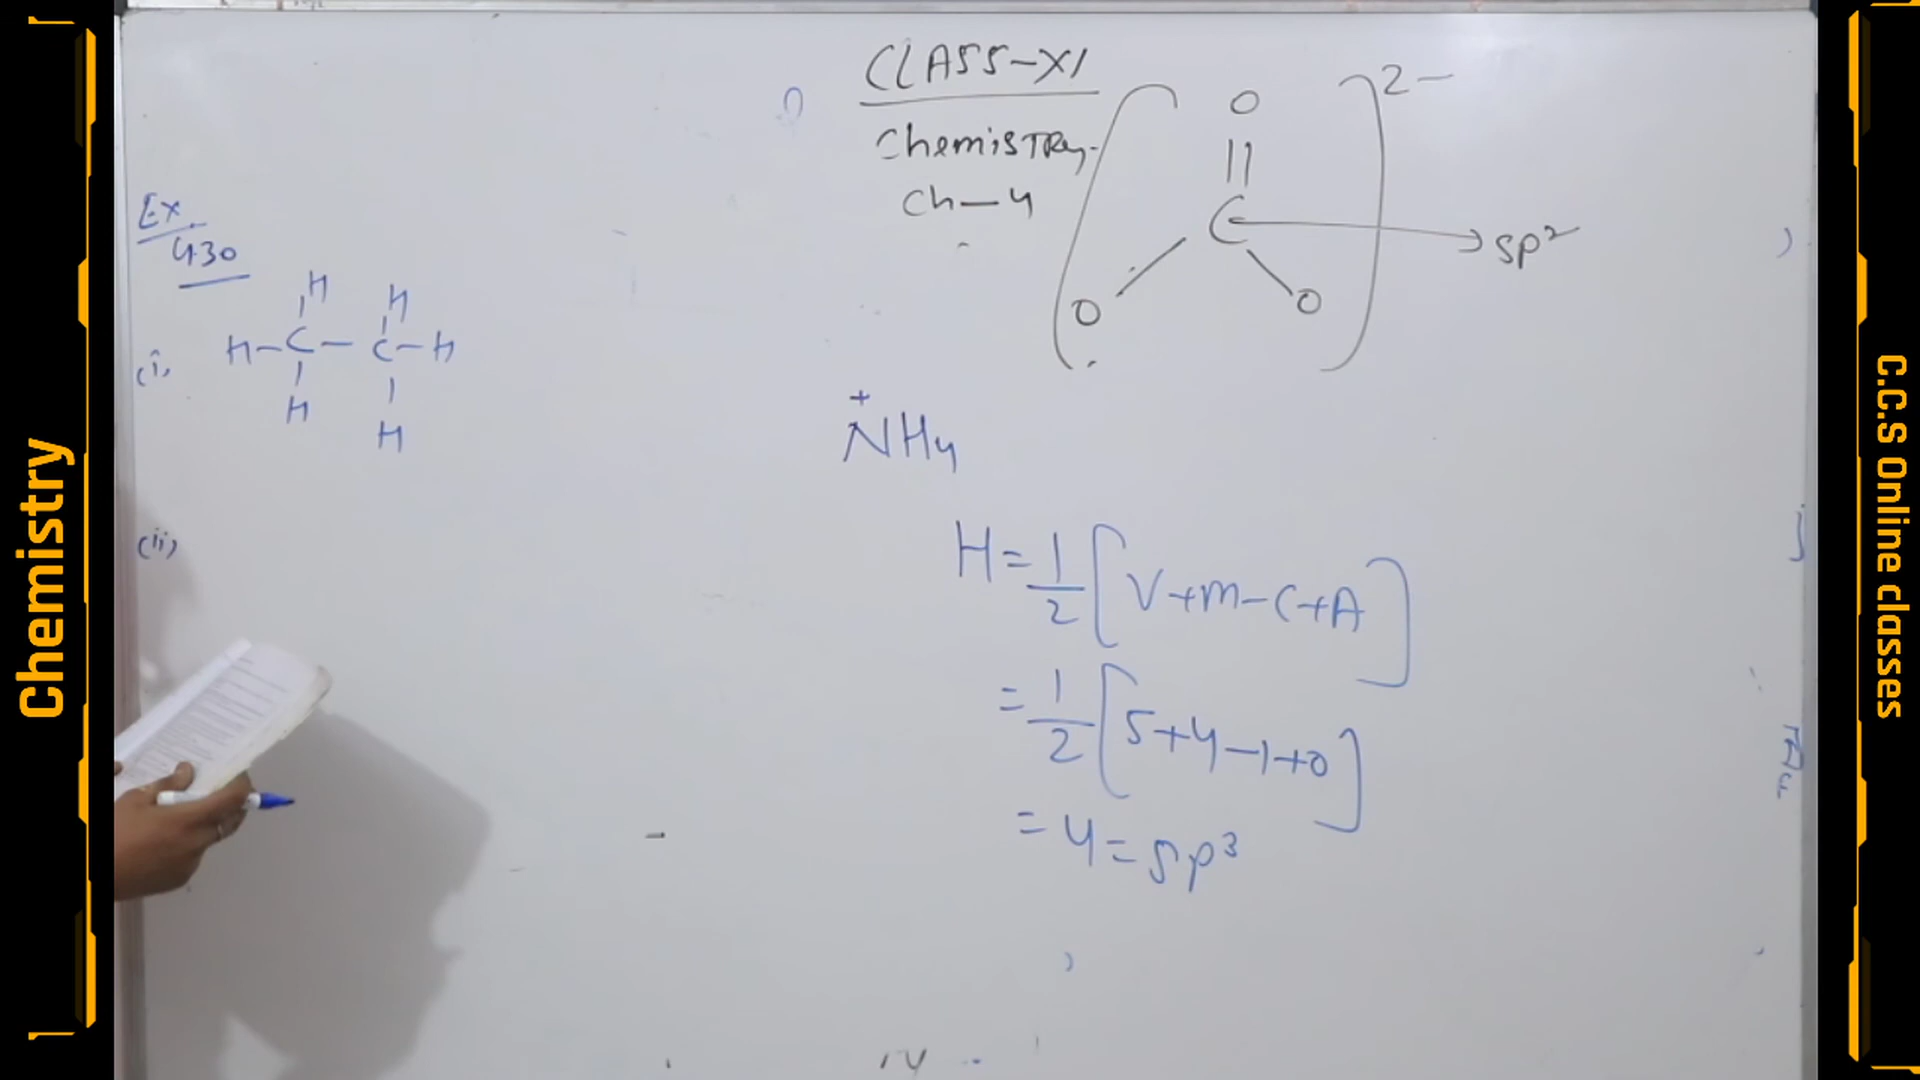 Chemistry
CLASS-XI
Chemistry
Ch-4
[
O
||
C
O O
]2-
→ sp²
Ex.
4.30
(i)
H H
H-C-C-H
H H
(ii)
+
NH4
H = 1/2 [V+M-C+A]
= 1/2 [5+4-1+0]
= 4 = sp³
C.C.S Online classes